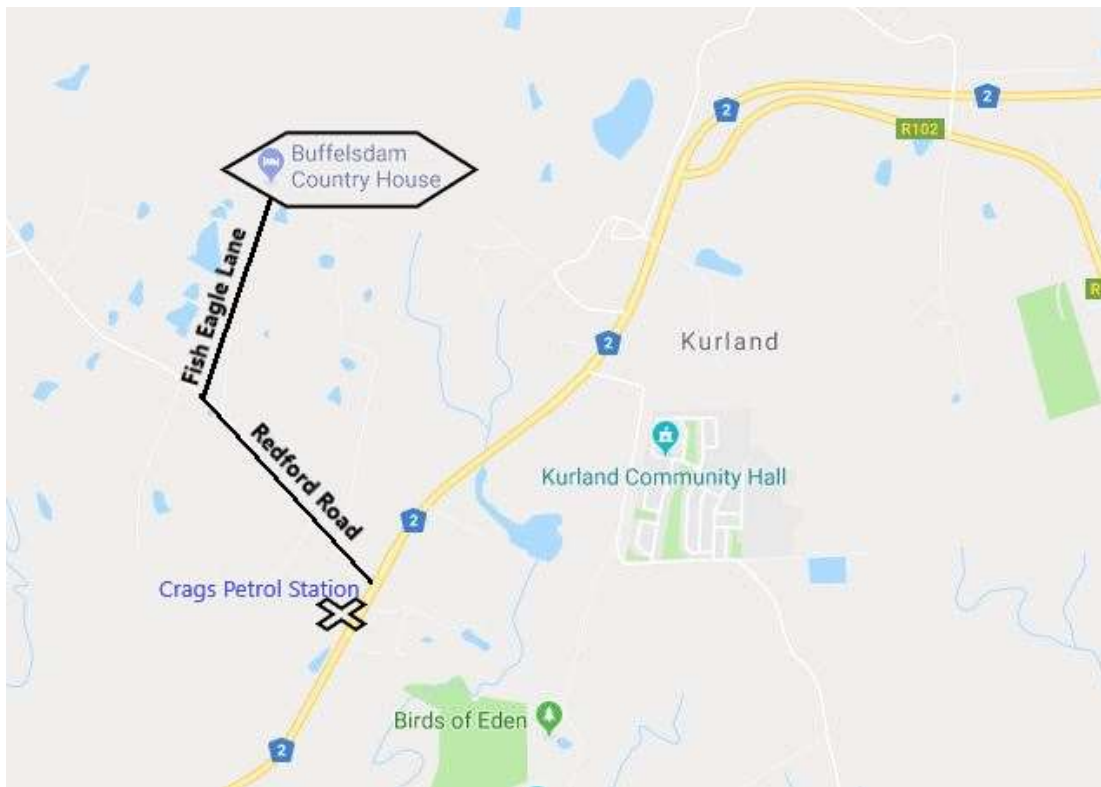 2
2
R102
Buffelsdam
Country House
Fish Eagle Lane
R
2
Kurland
Redford Road
Kurland Community Hall
2
Crags Petrol Station
Birds of Eden
2